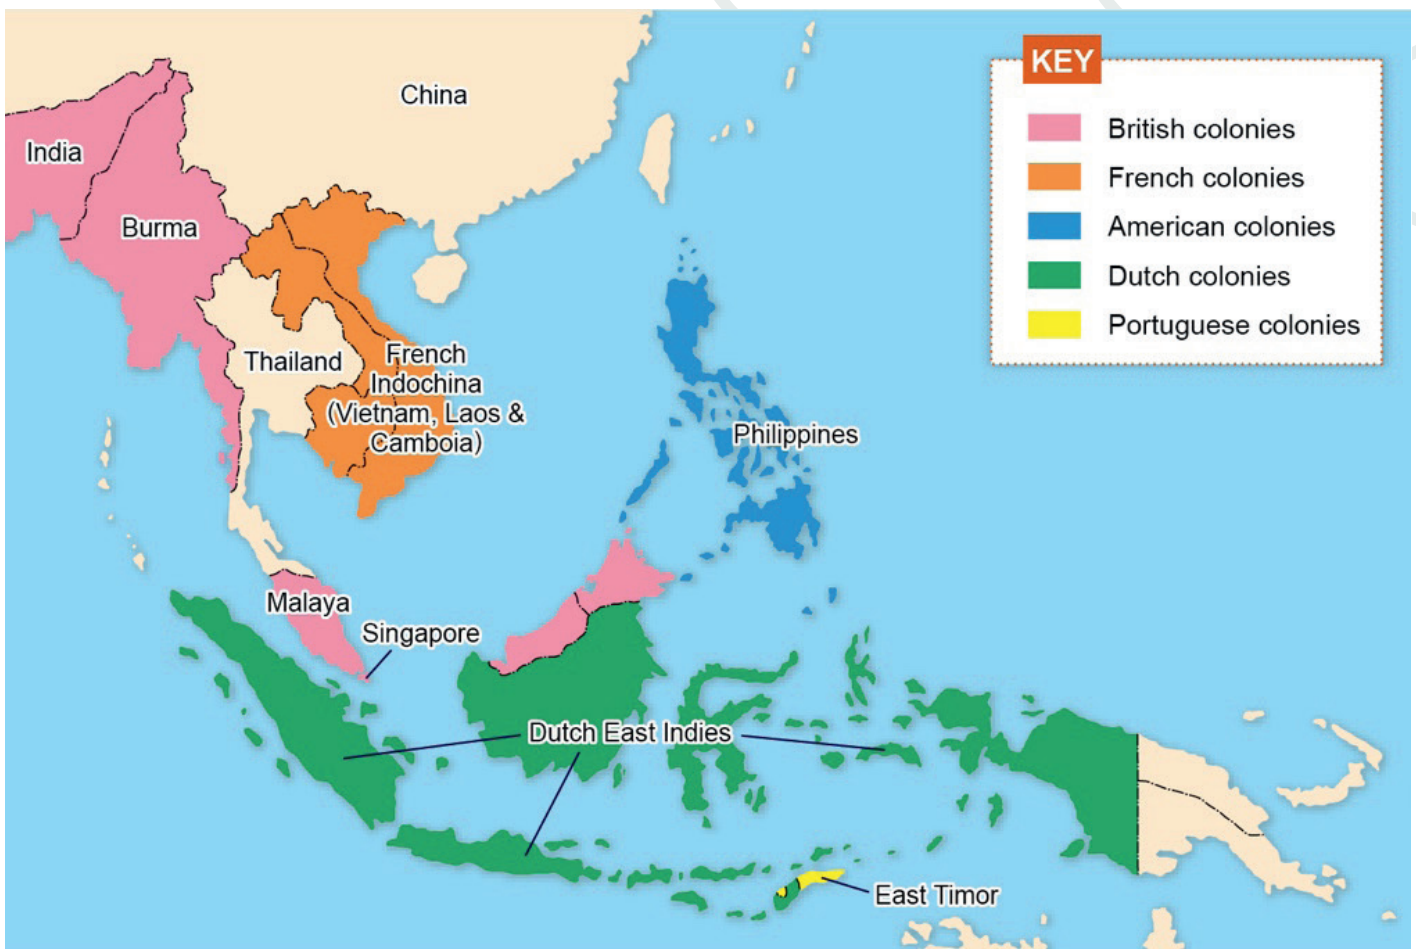 KEY
British colonies
French colonies
American colonies
Dutch colonies
Portuguese colonies
China
India
Burma
Thailand
French
Indochina
(Vietnam, Laos &
Camboia)
Philippines
Malaya
Singapore
Dutch East Indies
East Timor